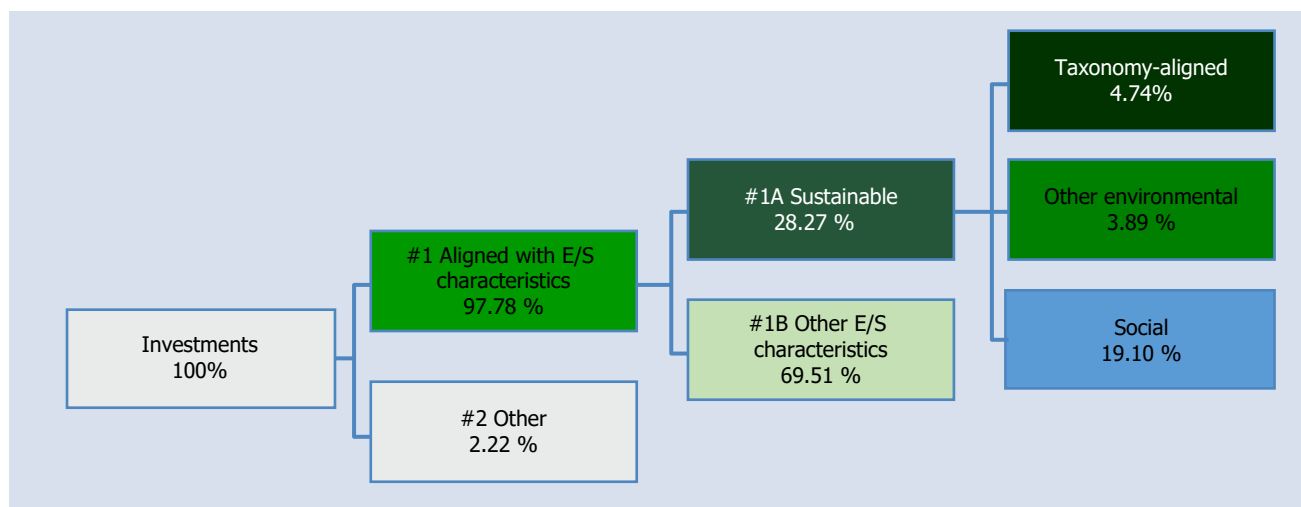 Investments
100%
#1 Aligned with E/S
characteristics
97.78 %
#2 Other
2.22 %
#1A Sustainable
28.27 %
#1B Other E/S
characteristics
69.51 %
Taxonomy-aligned
4.74%
Other environmental
3.89 %
Social
19.10 %